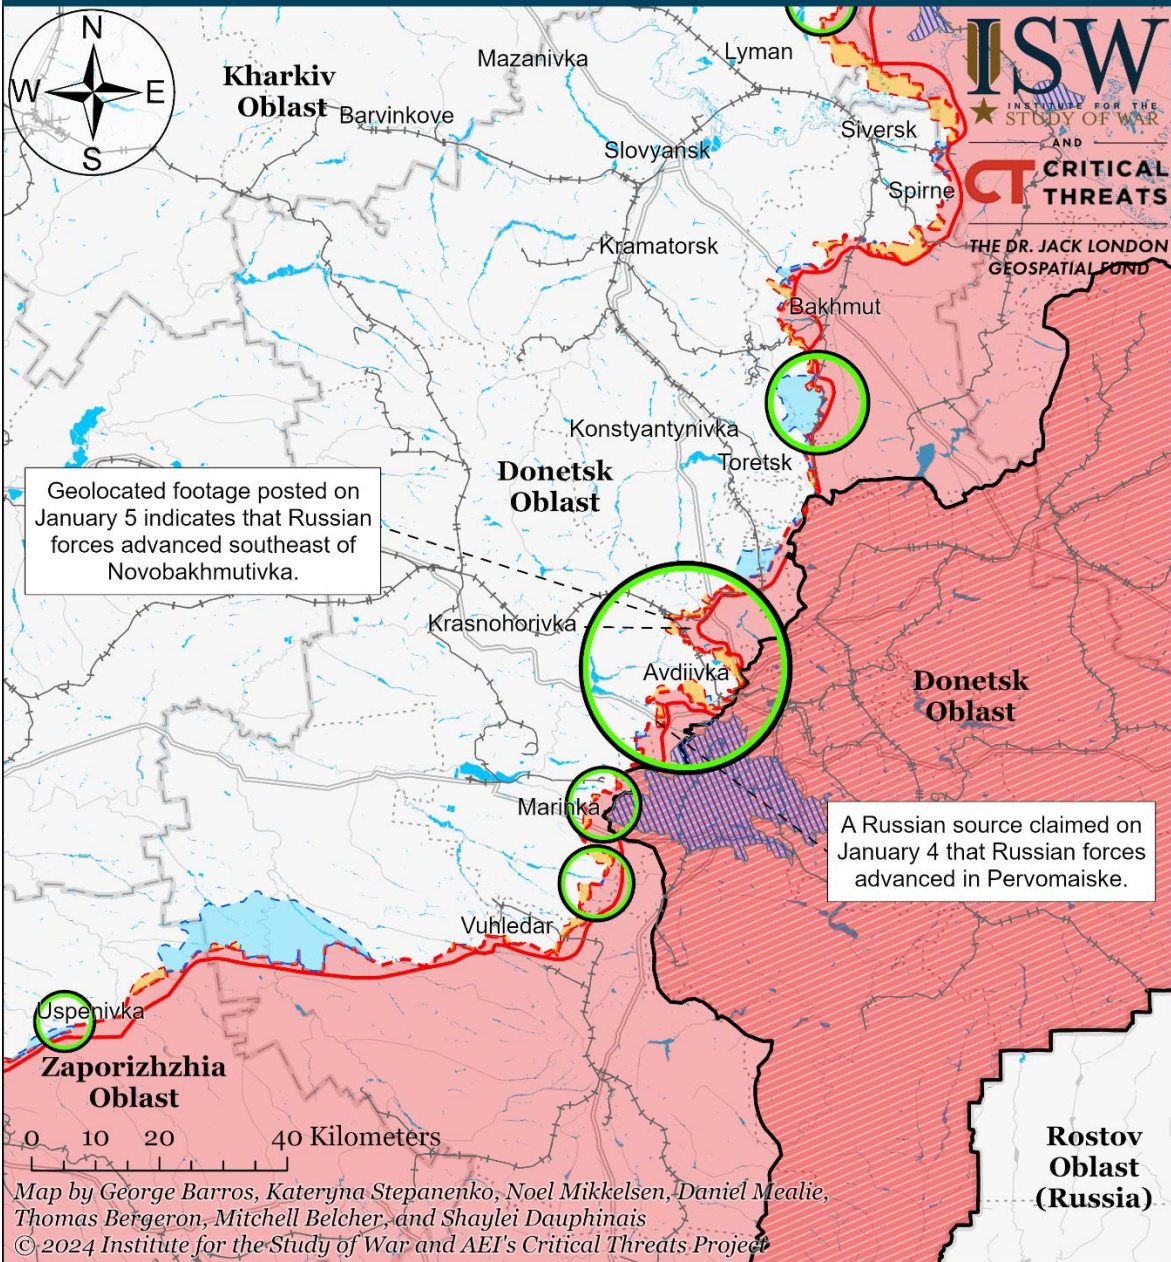 N
W E
S
ISW
INSTITUTE FOR THE
STUDY OF WAR
AND
CT CRITICAL
THREATS
THE DR. JACK LONDON
GEOSPATIAL FUND
Kharkiv
Oblast
Mazanivka
Lyman
Barvinkove
Siversk
Slovyansk
Spirne
Kramatorsk
Bakhmut
Konstyantynivka
Toretsk
Donetsk
Oblast
Geolocated footage posted on
January 5 indicates that Russian
forces advanced southeast of
Novobakhmutivka.
Krasnohorivka
Avdiivka
Donetsk
Oblast
Marinka
A Russian source claimed on
January 4 that Russian forces
advanced in Pervomaiske.
Vuhledar
Uspenivka
Zaporizhzhia
Oblast
Rostov
Oblast
(Russia)
0 10 20 40 Kilometers
Map by George Barros, Kateryna Stepanenko, Noel Mikkelsen, Daniel Mealie,
Thomas Bergeron, Mitchell Belcher, and Shaylei Dauphinais
© 2024 Institute for the Study of War and AEI's Critical Threats Project